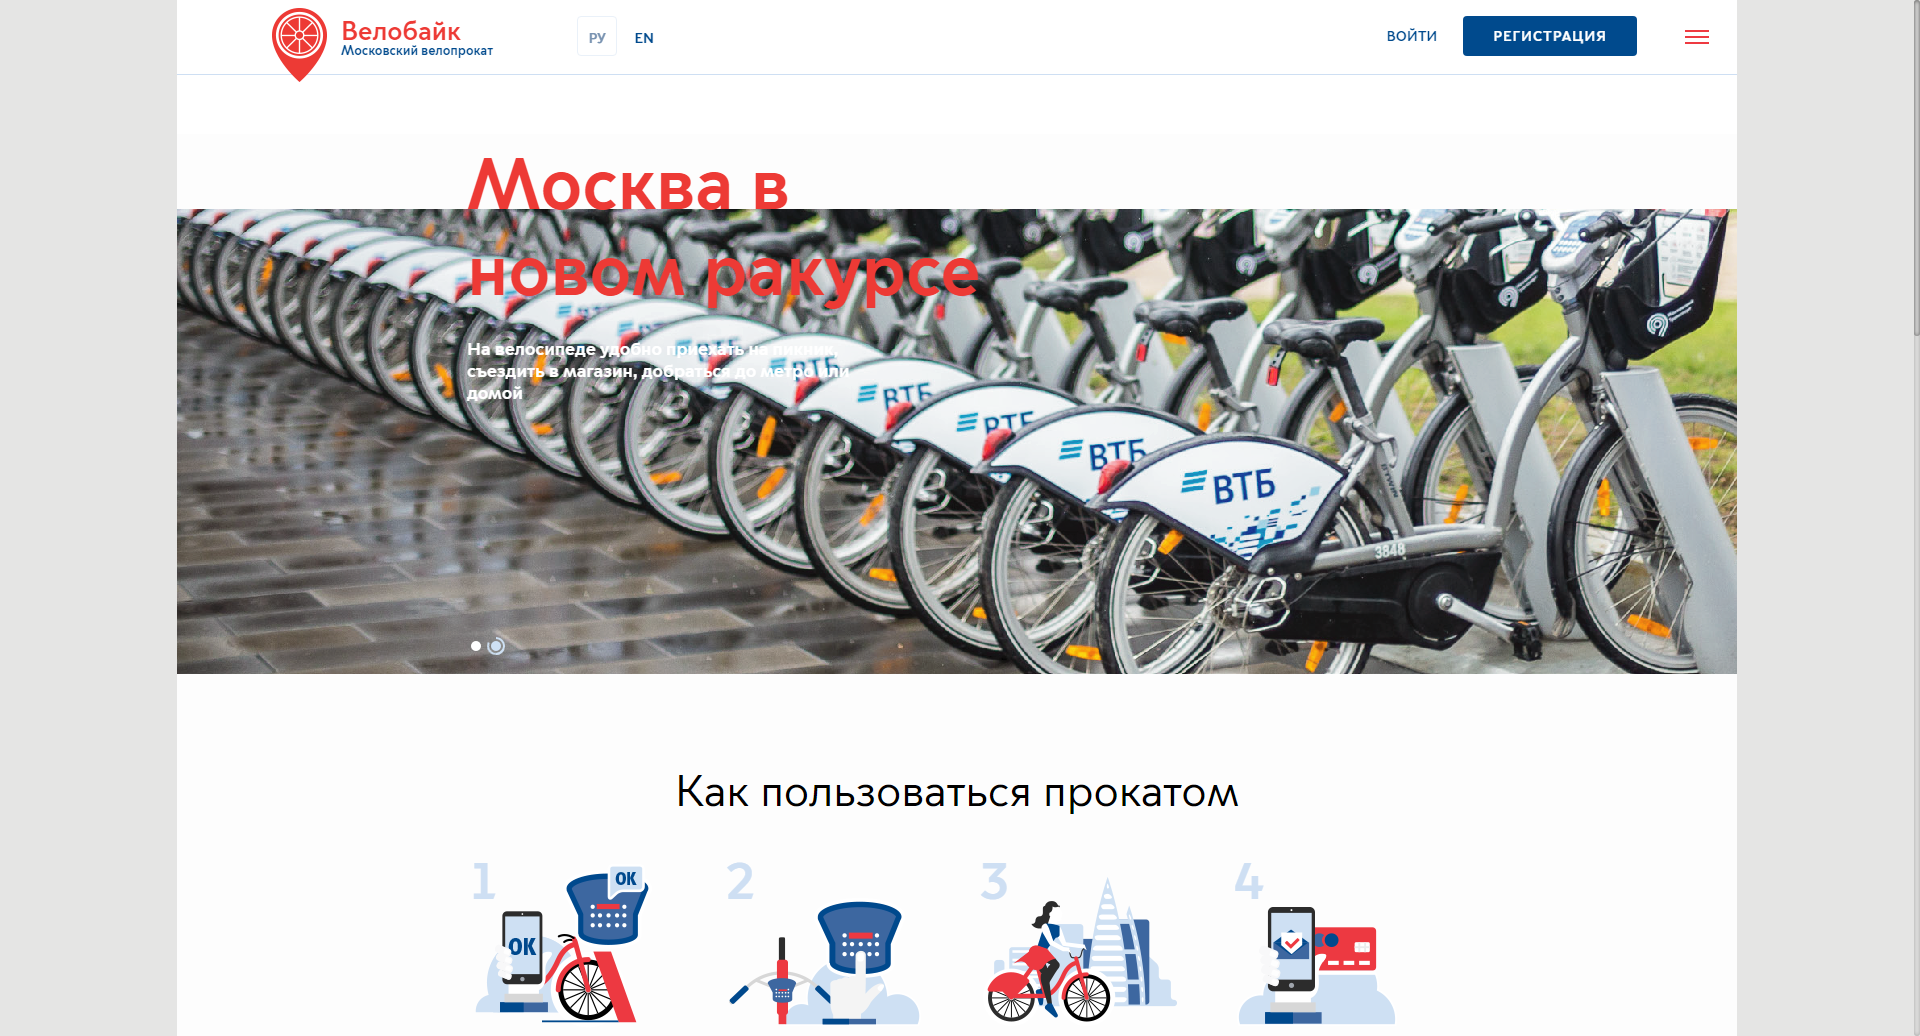 Велобайк
Московский велопрокат
РУ
EN
ВОЙТИ
РЕГИСТРАЦИЯ
Москва в
новом ракурсе
На велосипеде удобно приехать на пикник,
съездить в магазин, добраться до метро или
домой
ВТБ
ВТБ
ВТБ
ВТБ
ВТБ
3848
BTWIN
Как пользоваться прокатом
1
OK
OK
2
3
4